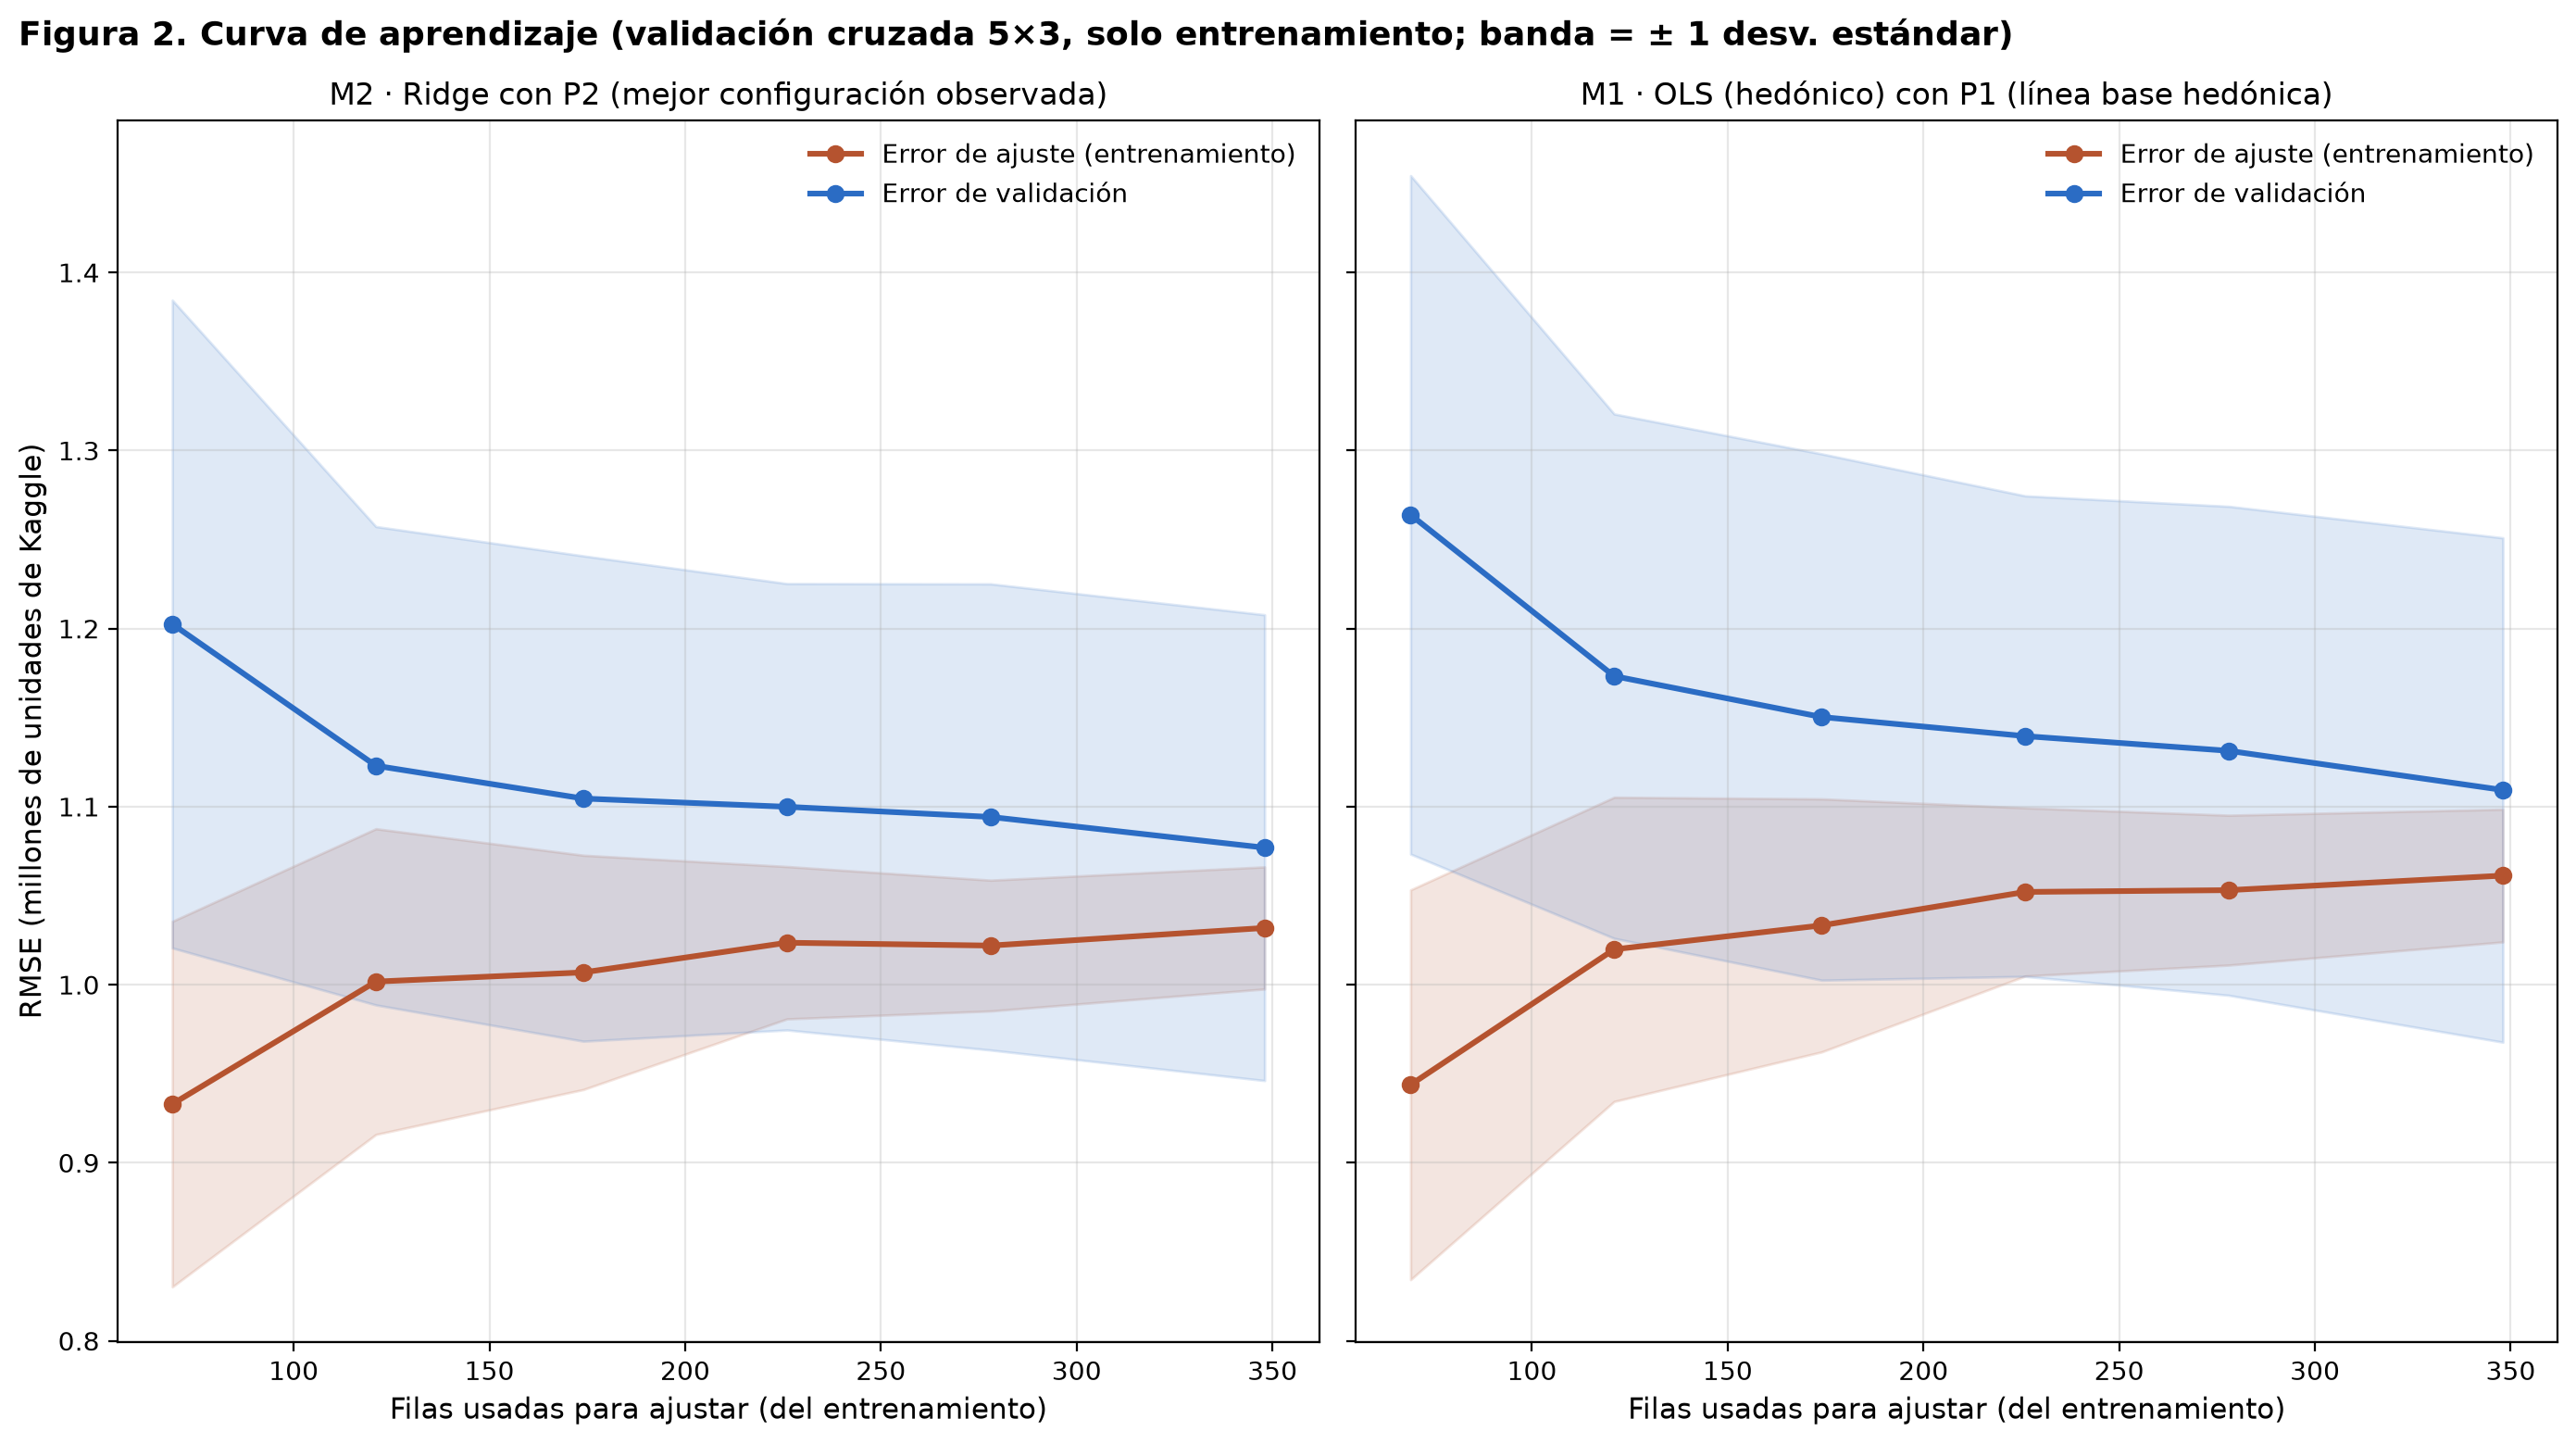 Figura 2. Curva de aprendizaje (validación cruzada 5×3, solo entrenamiento; banda = ± 1 desv. estándar)
M2 · Ridge con P2 (mejor configuración observada)
Error de ajuste (entrenamiento)
Error de validación
RMSE (millones de unidades de Kaggle)
1.4
1.3
1.2
1.1
1.0
0.9
0.8
100 150 200 250 300 350
Filas usadas para ajustar (del entrenamiento)
M1 · OLS (hedónico) con P1 (línea base hedónica)
Error de ajuste (entrenamiento)
Error de validación
100 150 200 250 300 350
Filas usadas para ajustar (del entrenamiento)